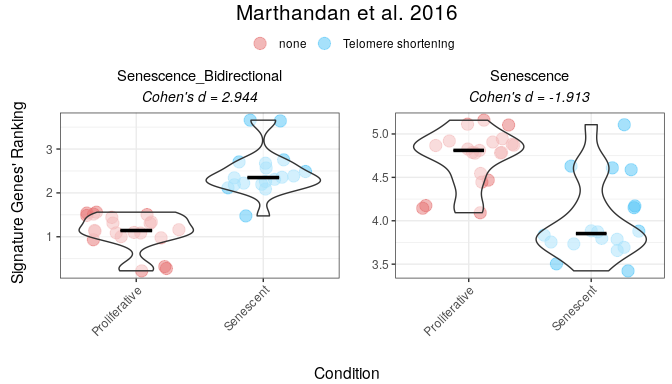 Marthandan et al. 2016
none Telomere shortening
Senescence_Bidirectional
Cohen's d = 2.944
Senescence
Cohen's d = -1.913
Signature Genes' Ranking
3
2
1
5.0
4.5
4.0
3.5
Proliferative
Senescent
Proliferative
Senescent
Condition